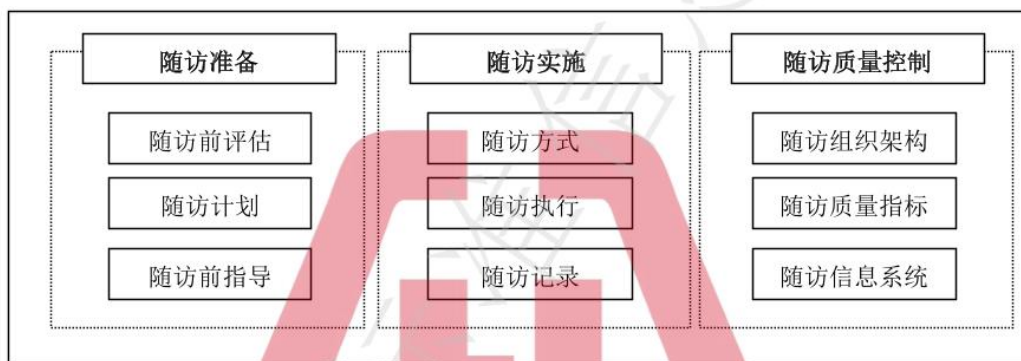 随访准备
随访前评估
随访计划
随访前指导
随访实施
随访方式
随访执行
随访记录
随访质量控制
随访组织架构
随访质量指标
随访信息系统